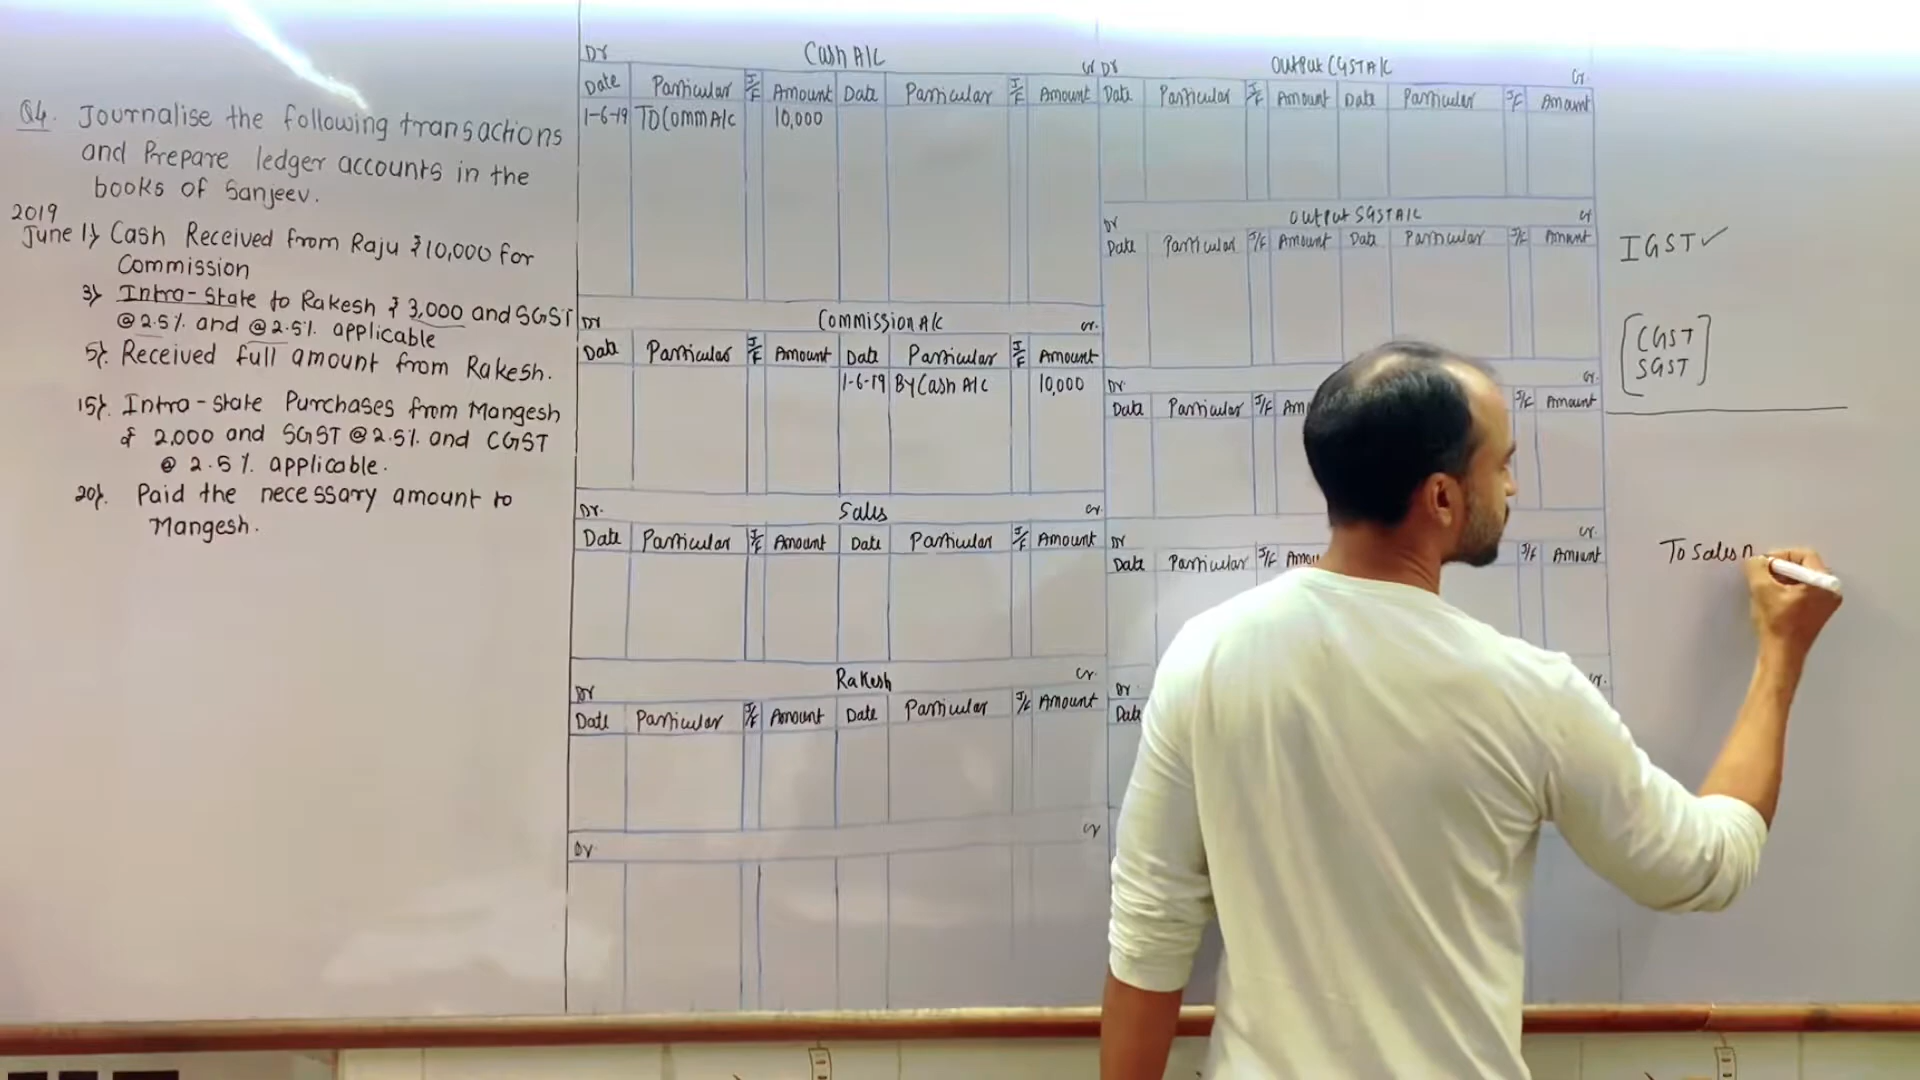 Q4. Journalise the following transactions
and Prepare ledger accounts in the
books of Sanjeev.
2019
June 1) Cash Received from Raju ₹10,000 for
Commission
3) Intra-State to Rakesh ₹ 3,000 and SGST
@2.5% and @2.5% applicable
5) Received full amount from Rakesh.
15) Intra-state Purchases from Mangesh
₹ 2,000 and SGST @2.5% and CGST
@ 2.5% applicable.
20) Paid the necessary amount to
Mangesh.
Dr Cash A/C Cr
Date Particular J/F Amount Date Particular J/F Amount
1-6-19 To Comm A/c 10,000
Dr Commission A/c Cr.
Date Particular J/F Amount Date Particular J/F Amount
1-6-19 By Cash A/c 10,000
Dr. Sales Cr.
Date Particular J/F Amount Date Particular J/F Amount
Dr Rakesh Cr.
Date Particular J/F Amount Date Particular J/F Amount
Dr Cr
Dr Output CGST A/c Cr.
Date Particular J/F Amount Date Particular J/F Amount
Dr Output SGST A/c Cr
Date Particular J/F Amount Date Particular J/F Amount
Dr. Cr.
Date Particular J/F Am J/F Amount
Dr Cr.
Date Particular J/F Amou J/F Amount
Dr Cr.
Date
IGST ✓
CGST
SGST
To Sales